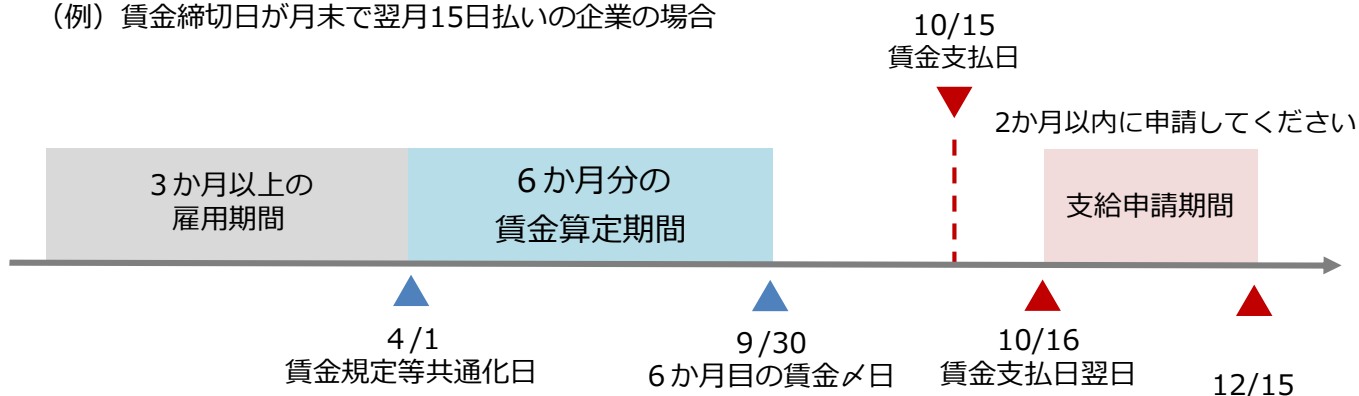 （例）賃金締切日が月末で翌月15日払いの企業の場合
10/15
賃金支払日
2か月以内に申請してください
３か月以上の
雇用期間
６か月分の
賃金算定期間
支給申請期間
４/1
賃金規定等共通化日
９/30
６か月目の賃金〆日
10/16
賃金支払日翌日
12/15